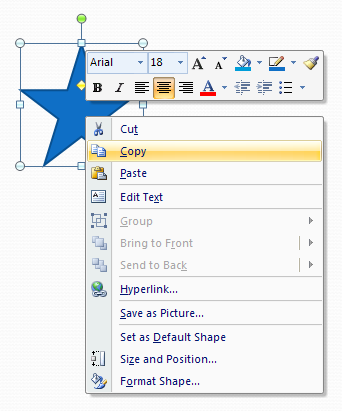 Arial 18 A A
B I A
Cut
Copy
Paste
Edit Text
Group
Bring to Front
Send to Back
Hyperlink...
Save as Picture...
Set as Default Shape
Size and Position...
Format Shape...